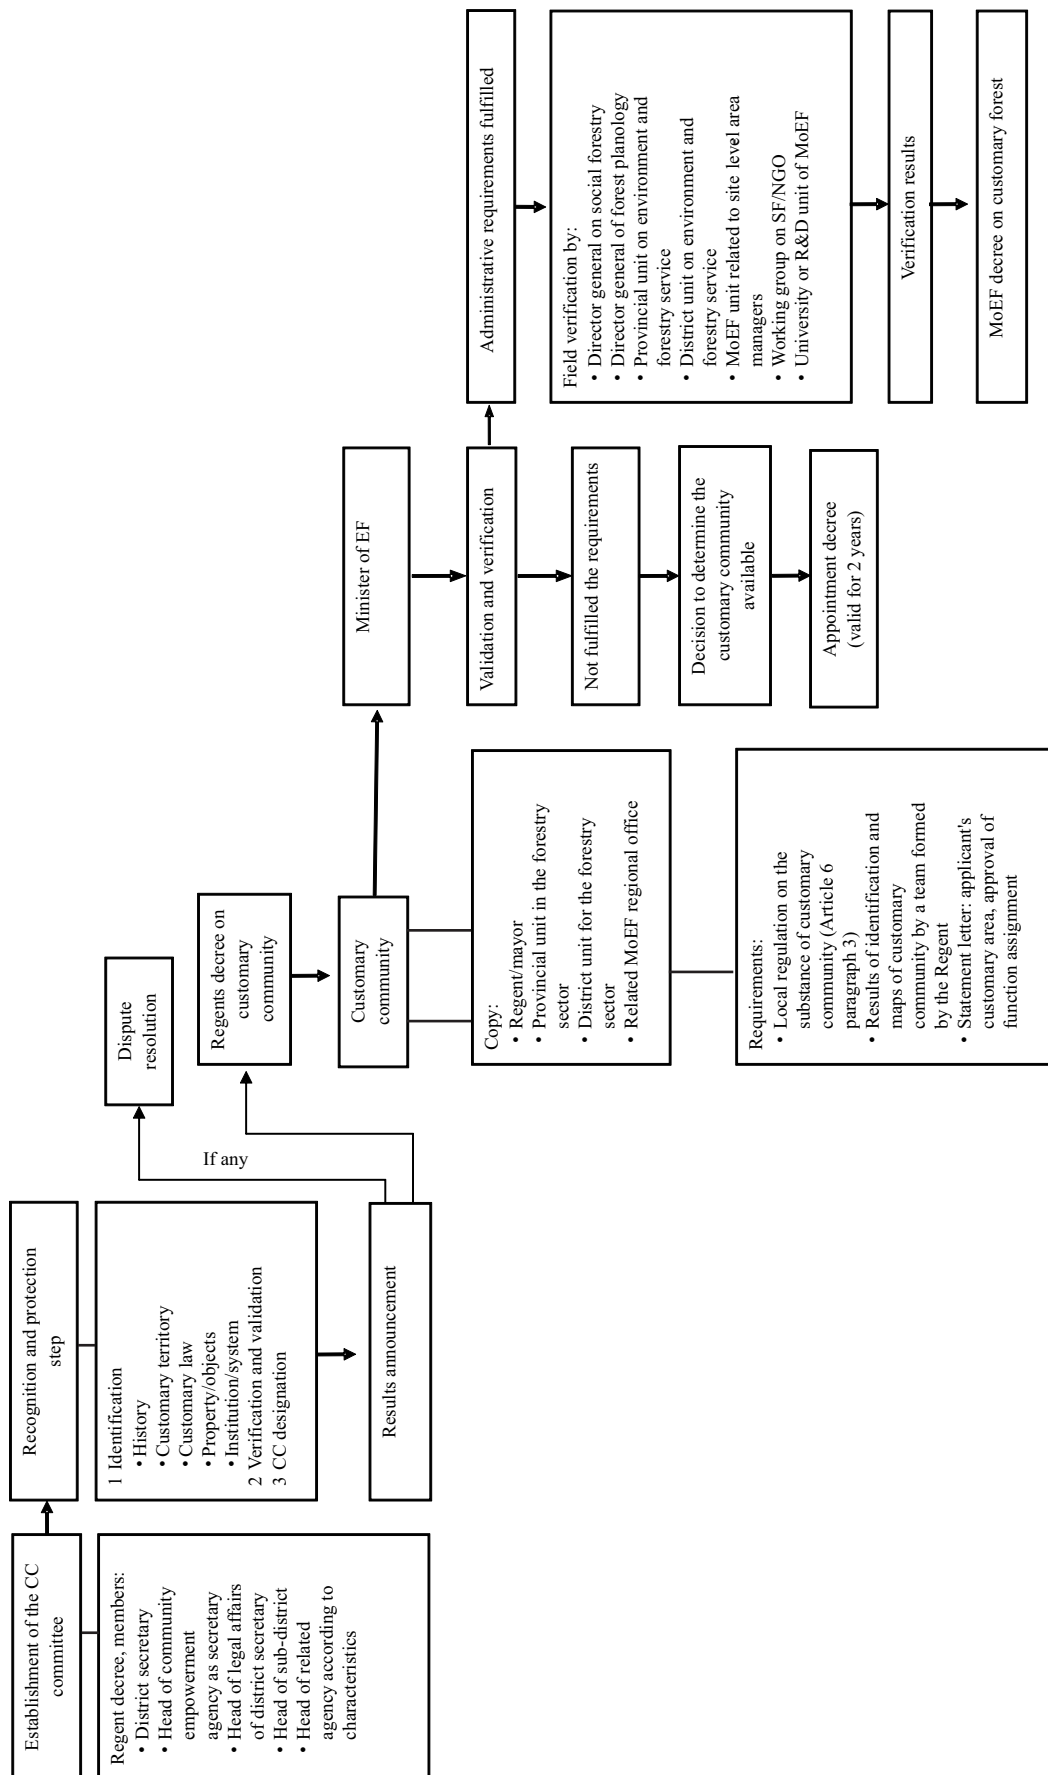 Establishment of the CC
committee
Regent decree, members:
• District secretary
• Head of community
empowerment
agency as secretary
• Head of legal affairs
of district secretary
• Head of sub-district
• Head of related
agency according to
characteristics
Recognition and protection
step
1 Identification
• History
• Customary territory
• Customary law
• Property/objects
• Institution/system
2 Verification and validation
3 CC designation
Results announcement
If any
Dispute
resolution
Regents decree on
customary
community
Customary
community
Copy:
• Regent/mayor
• Provincial unit in the forestry
sector
• District unit for the forestry
sector
• Related MoEF regional office
Requirements:
• Local regulation on the
substance of customary
community (Article 6
paragraph 3)
• Results of identification and
maps of customary
community by a team formed
by the Regent
• Statement letter: applicant's
customary area, approval of
function assignment
Minister of EF
Validation and verification
Not fulfilled the requirements
Decision to determine the
customary community
available
Appointment decree
(valid for 2 years)
Administrative requirements fulfilled
Field verification by:
• Director general on social forestry
• Director general of forest planology
• Provincial unit on environment and
forestry service
• District unit on environment and
forestry service
• MoEF unit related to site level area
managers
• Working group on SF/NGO
• University or R&D unit of MoEF
Verification results
MoEF decree on customary forest